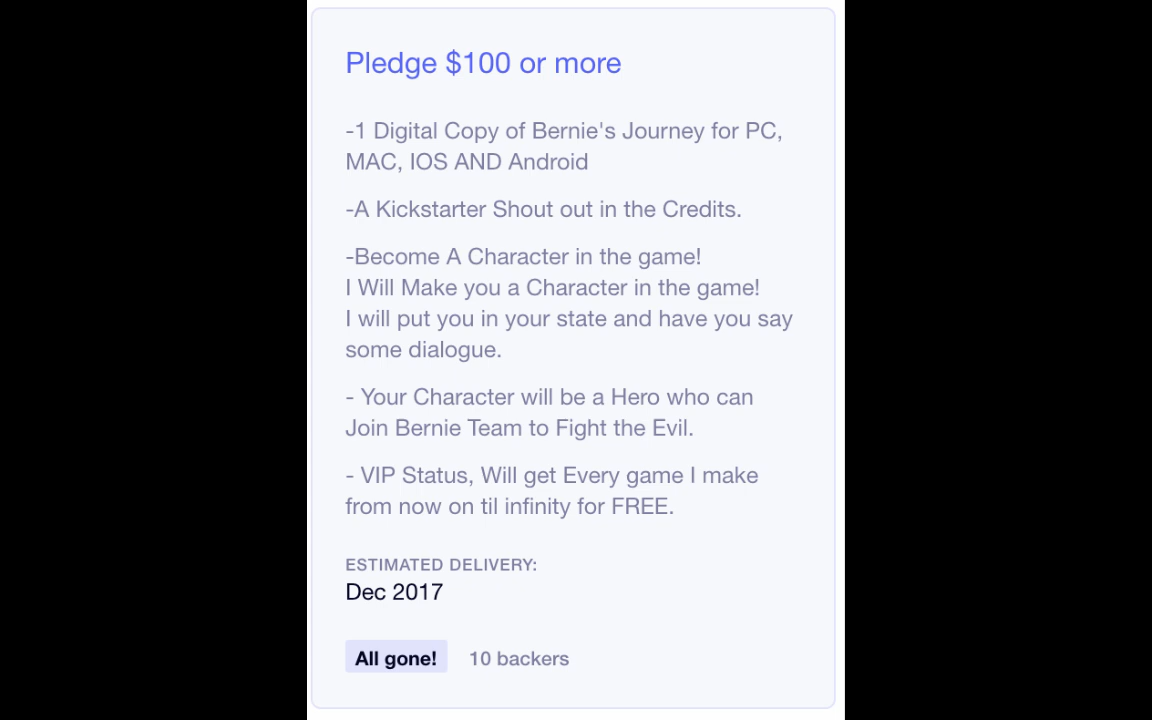 Pledge $100 or more
-1 Digital Copy of Bernie's Journey for PC,
MAC, IOS AND Android
-A Kickstarter Shout out in the Credits.
-Become A Character in the game!
I Will Make you a Character in the game!
I will put you in your state and have you say
some dialogue.
- Your Character will be a Hero who can
Join Bernie Team to Fight the Evil.
- VIP Status, Will get Every game I make
from now on til infinity for FREE.
ESTIMATED DELIVERY:
Dec 2017
All gone! 10 backers